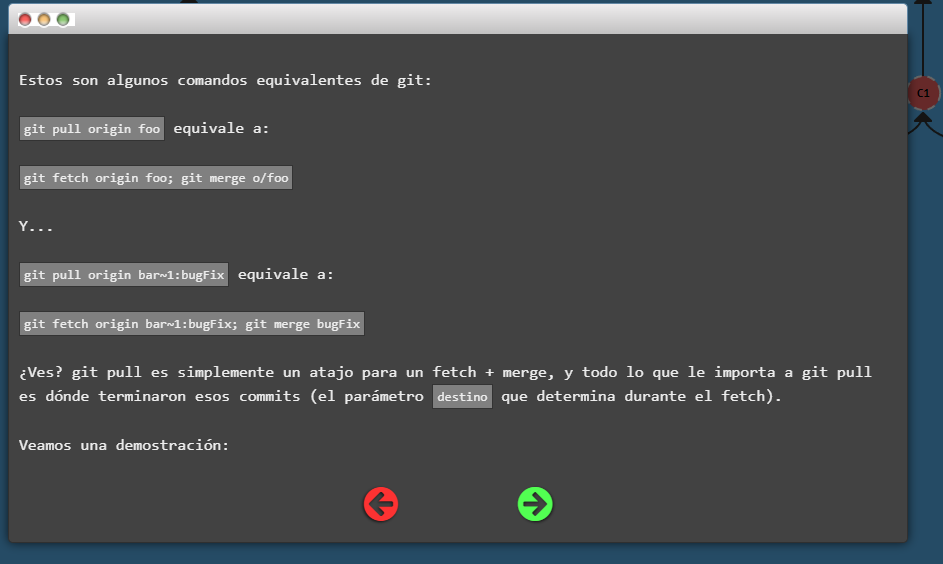 Estos son algunos comandos equivalentes de git:
git pull origin foo equivale a:
git fetch origin foo; git merge o/foo
Y...
git pull origin bar~1:bugFix equivale a:
git fetch origin bar~1:bugFix; git merge bugFix
¿Ves? git pull es simplemente un atajo para un fetch + merge, y todo lo que le importa a git pull
es dónde terminaron esos commits (el parámetro destino que determina durante el fetch).
Veamos una demostración:
C1